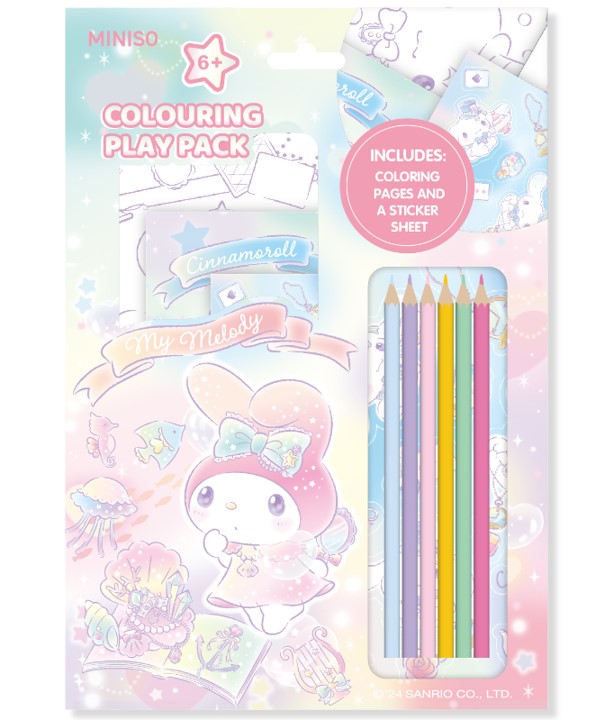 MINISO
6+
COLOURING
PLAY PACK
INCLUDES:
COLORING
PAGES AND
A STICKER
SHEET
Cinnamoroll
My Melody
© '24 SANRIO CO., LTD.